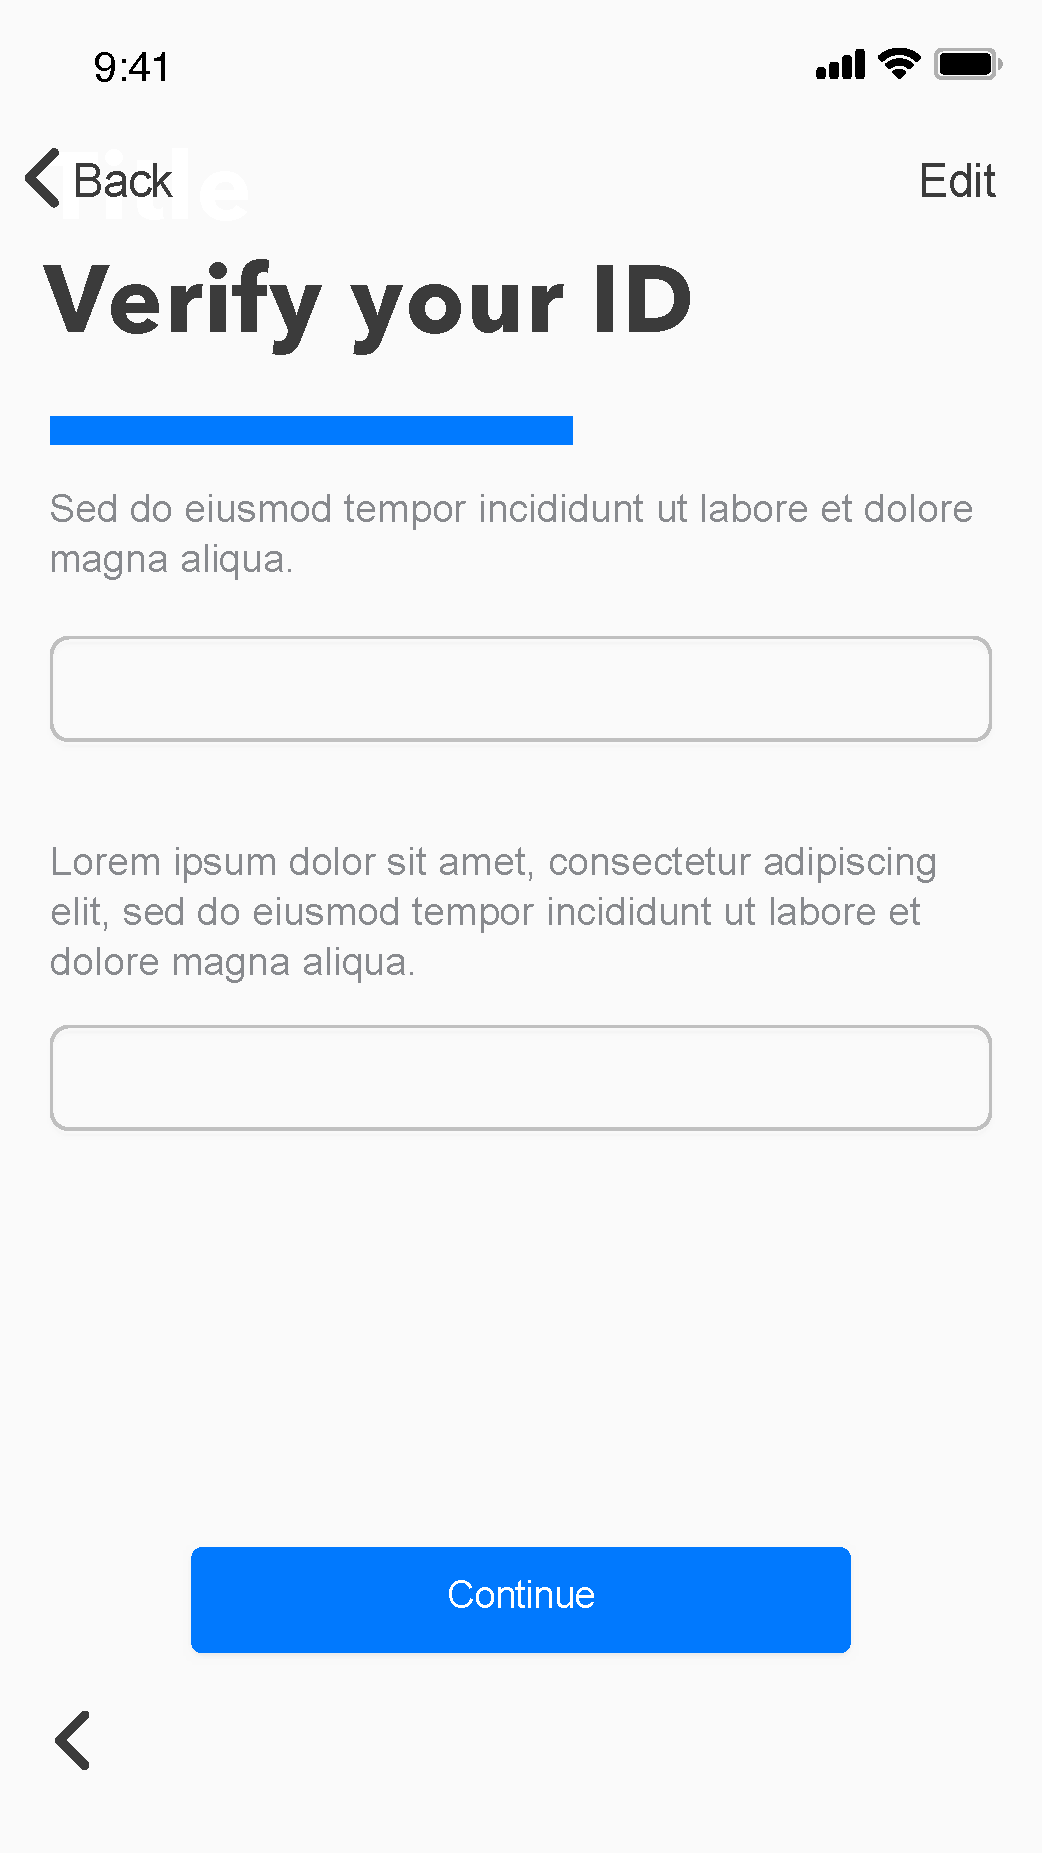 9:41
Title
Back
Edit
Verify your ID
Sed do eiusmod tempor incididunt ut labore et dolore
magna aliqua.
Lorem ipsum dolor sit amet, consectetur adipiscing
elit, sed do eiusmod tempor incididunt ut labore et
dolore magna aliqua.
Continue